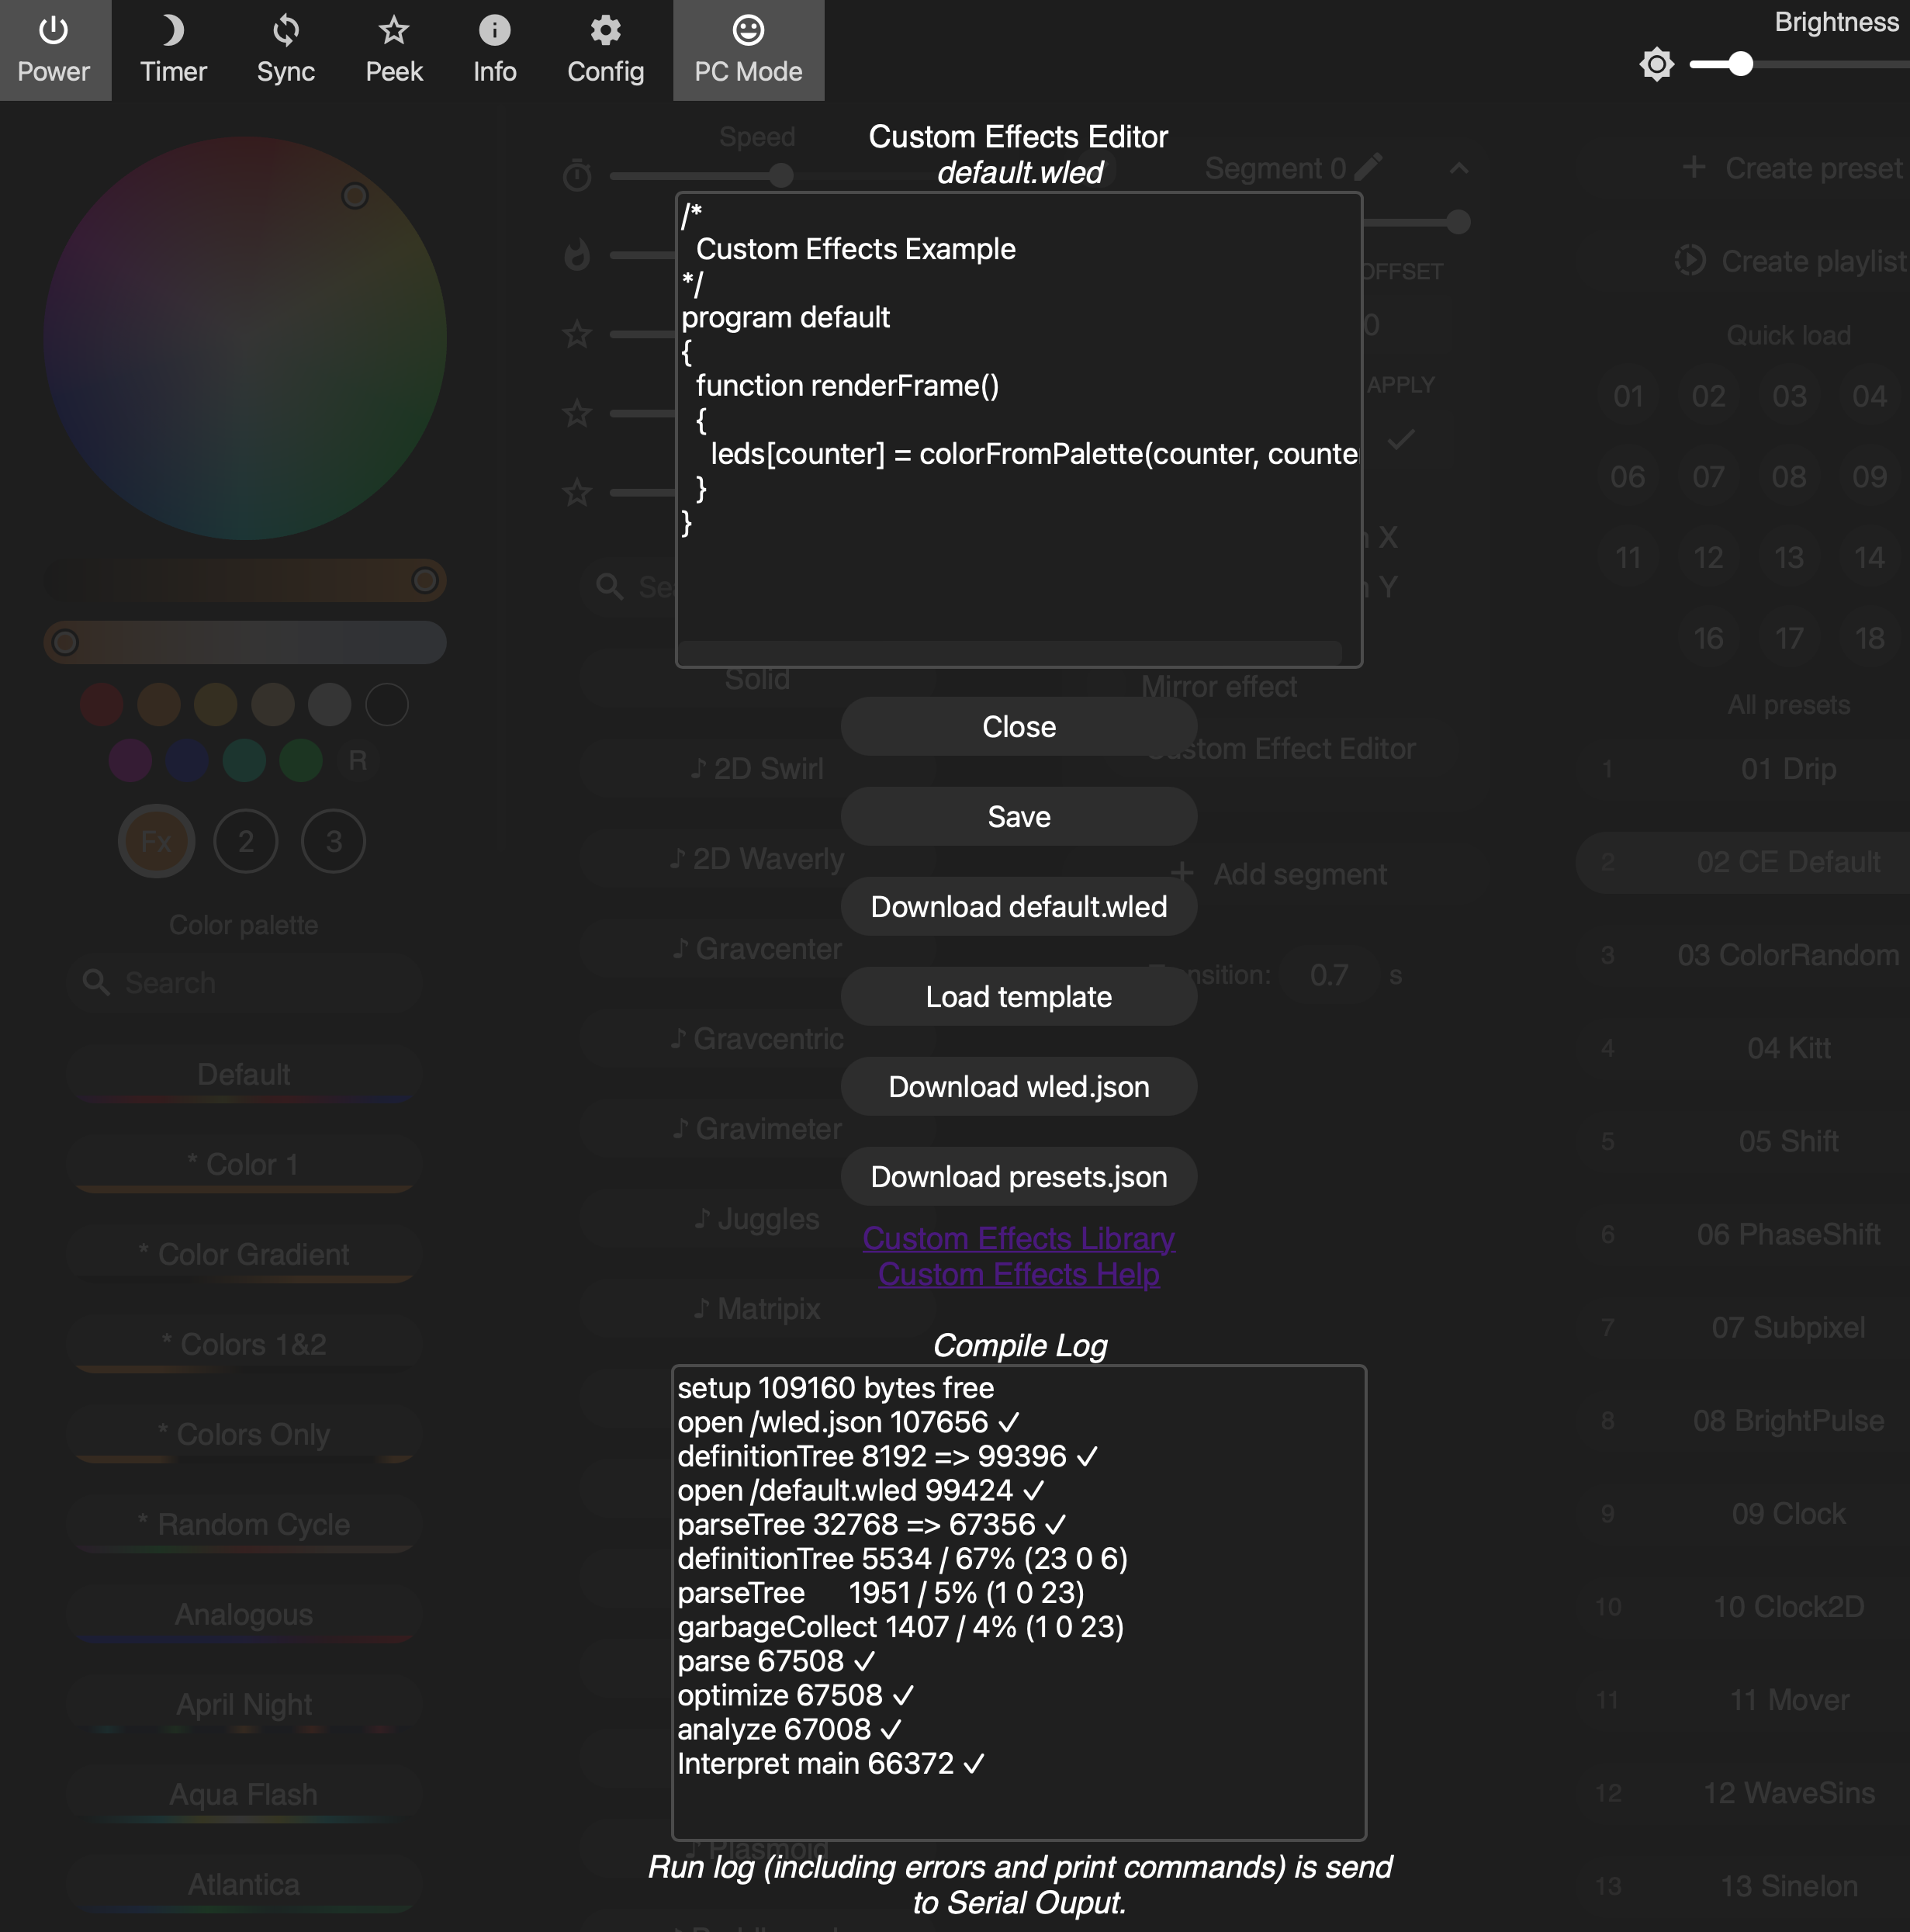 Power
Timer
Sync
Peek
Info
Config
PC Mode
Brightness
Speed
Custom Effects Editor
default.wled
Segment 0
Create preset
/*
Custom Effects Example
*/
program default
{
function renderFrame()
{
leds[counter] = colorFromPalette(counter, counte
}
}
OFFSET
0
APPLY
X
Y
Create playlist
Quick load
01 02 03 04
06 07 08 09
11 12 13 14
16 17 18
All presets
Solid
Mirror effect
Close
Custom Effect Editor
Save
Add segment
Download default.wled
Load template
nsition: 0.7 s
Download wled.json
Download presets.json
Custom Effects Library
Custom Effects Help
R
Fx 2 3
Color palette
Search
Default
* Color 1
* Color Gradient
* Colors 1&2
* Colors Only
* Random Cycle
Analogous
April Night
Aqua Flash
Atlantica
♪ 2D Swirl
♪ 2D Waverly
♪ Gravcenter
♪ Gravcentric
♪ Gravimeter
♪ Juggles
♪ Matripix
♪ Plasmoid
1 01 Drip
2 02 CE Default
3 03 ColorRandom
4 04 Kitt
5 05 Shift
6 06 PhaseShift
7 07 Subpixel
8 08 BrightPulse
9 09 Clock
10 10 Clock2D
11 11 Mover
12 12 WaveSins
13 13 Sinelon
Compile Log
setup 109160 bytes free
open /wled.json 107656 ✓
definitionTree 8192 => 99396 ✓
open /default.wled 99424 ✓
parseTree 32768 => 67356 ✓
definitionTree 5534 / 67% (23 0 6)
parseTree 1951 / 5% (1 0 23)
garbageCollect 1407 / 4% (1 0 23)
parse 67508 ✓
optimize 67508 ✓
analyze 67008 ✓
Interpret main 66372 ✓
Run log (including errors and print commands) is send
to Serial Ouput.